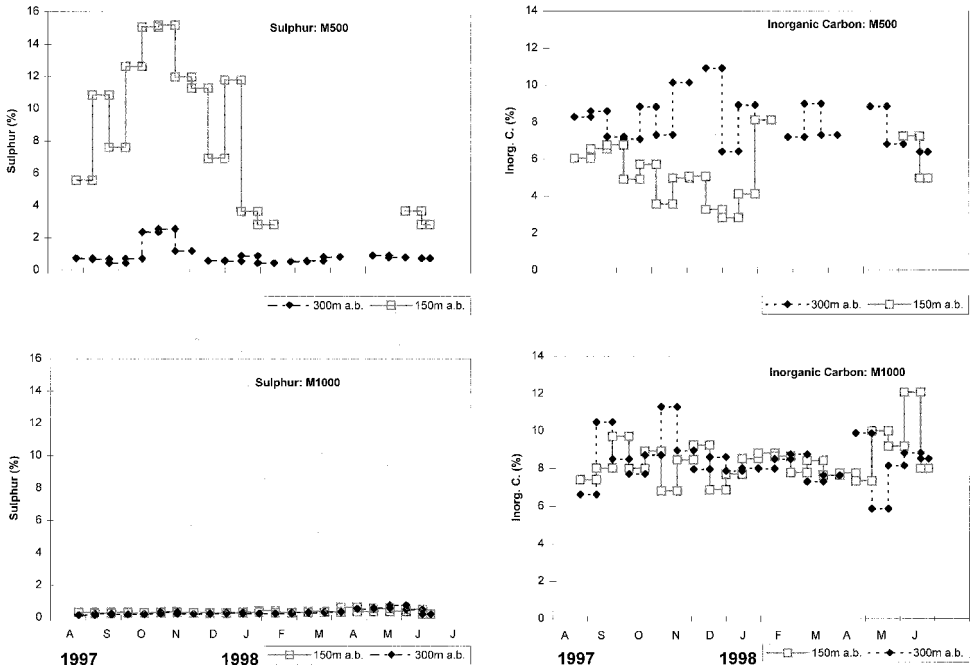 Sulphur: M500
16
14
12
10
8
6
4
2
0
Sulphur (%)
300m a.b. 150m a.b.
Inorganic Carbon: M500
14
12
10
8
6
4
2
0
Inorg. C. (%)
300m a.b. 150m a.b.
Sulphur: M1000
16
14
12
10
8
6
4
2
0
Sulphur (%)
A S O N D J F M A M J J
1997 1998
150m a.b. 300m a.b.
Inorganic Carbon: M1000
14
12
10
8
6
4
2
0
Inorg. C. (%)
A S O N D J F M A M J
1997 1998
150m a.b. 300m a.b.